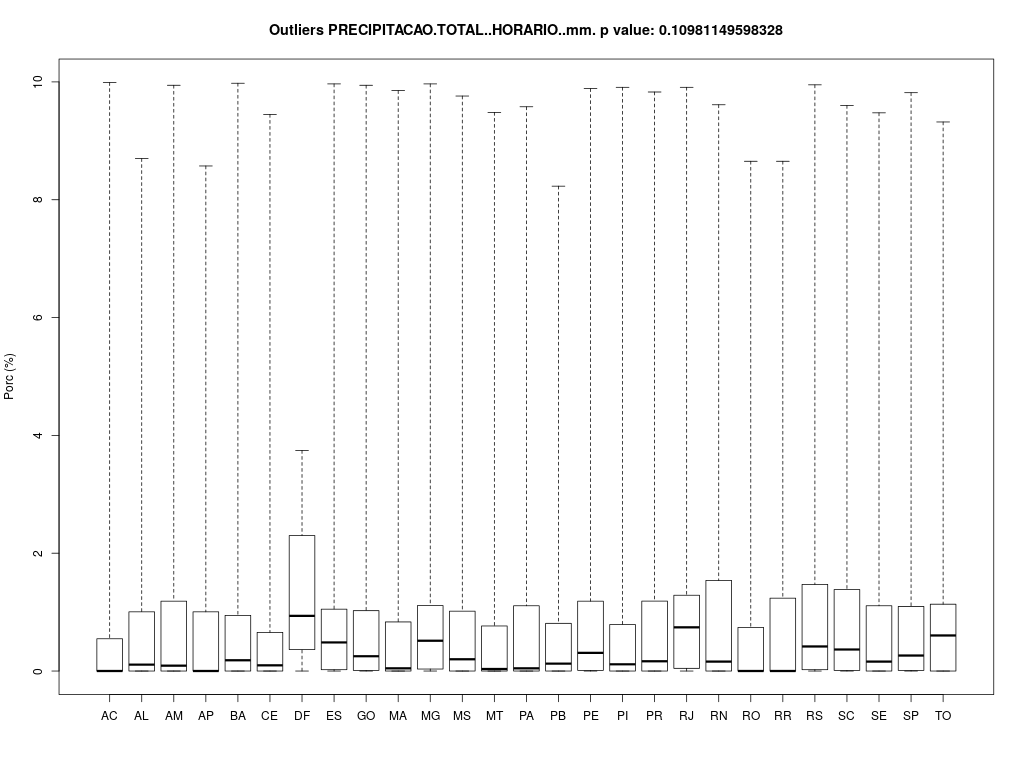 Outliers PRECIPITACAO.TOTAL..HORARIO..mm. p value: 0.10981149598328
10
8
6
4
2
0
Porc (%)
AC AL AM AP BA CE DF ES GO MA MG MS MT PA PB PE PI PR RJ RN RO RR RS SC SE SP TO